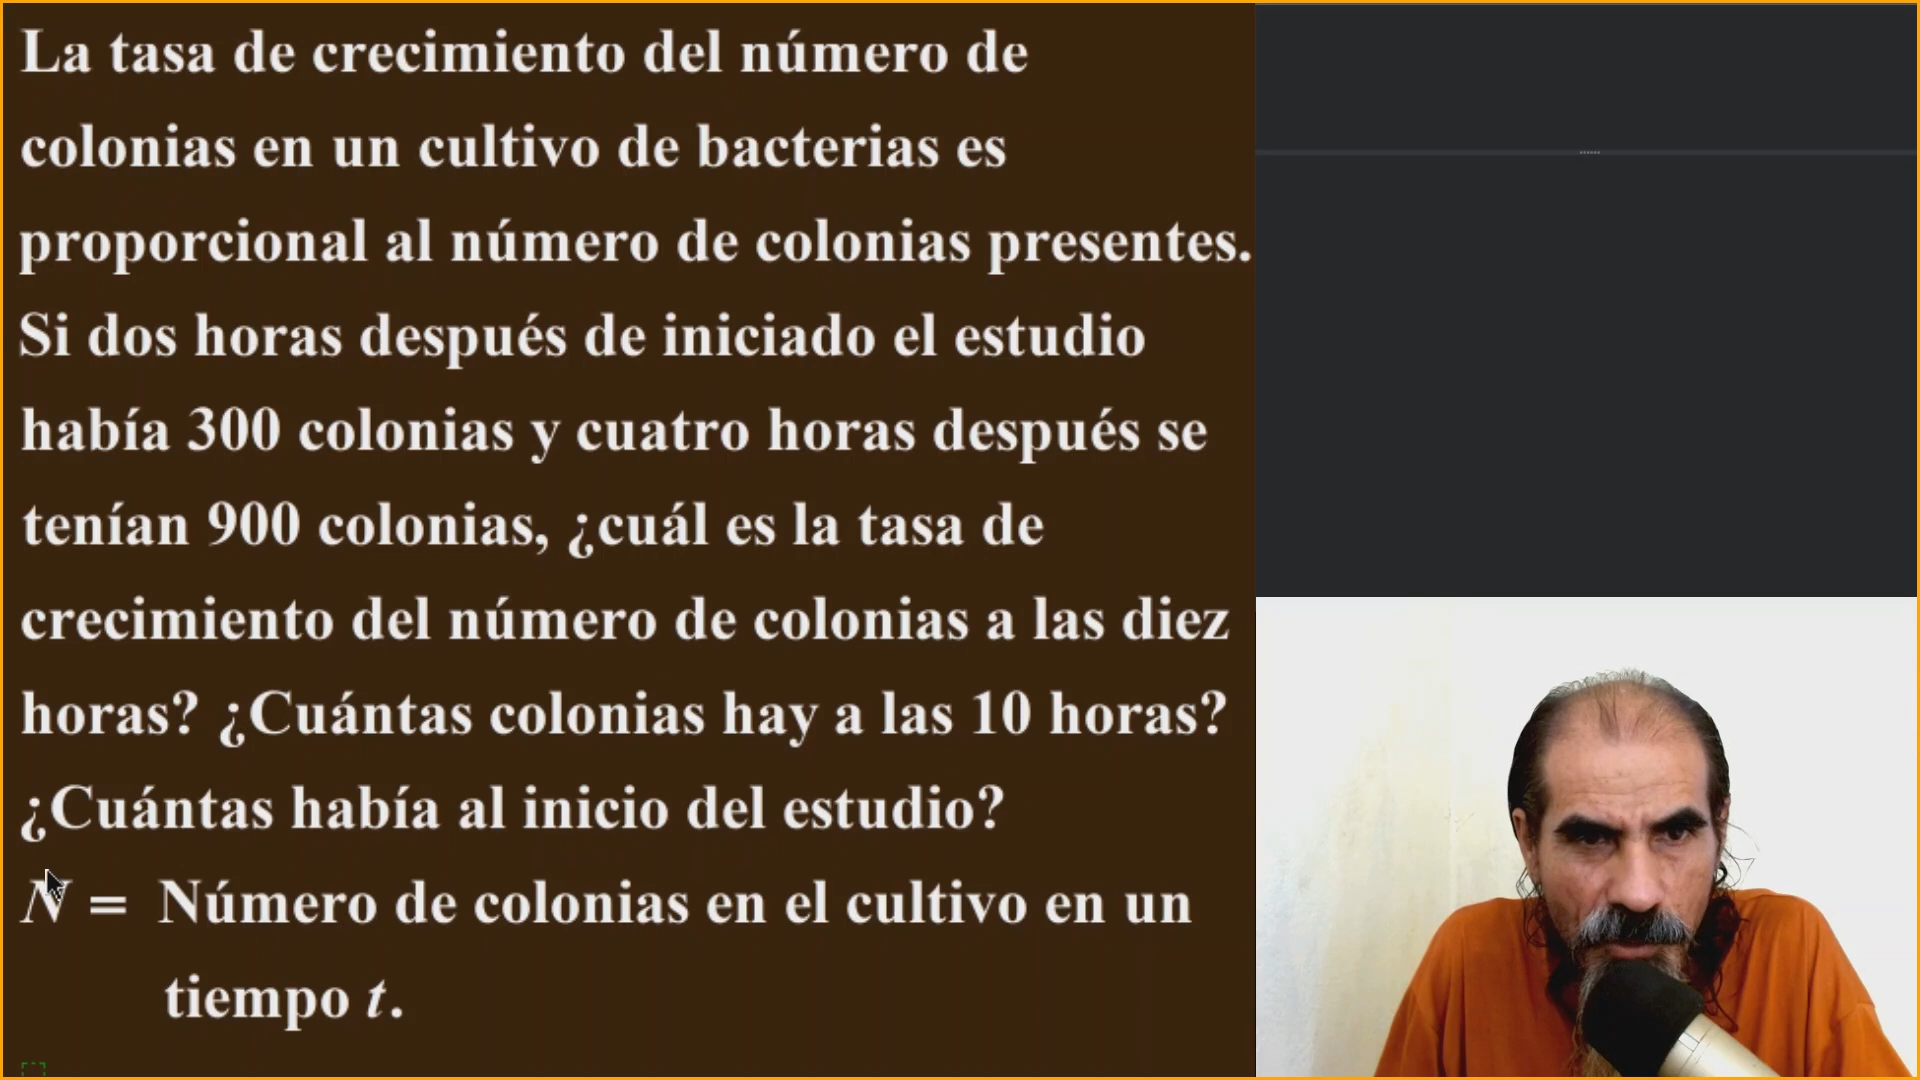 La tasa de crecimiento del número de
colonias en un cultivo de bacterias es
proporcional al número de colonias presentes.
Si dos horas después de iniciado el estudio
había 300 colonias y cuatro horas después se
tenían 900 colonias, ¿cuál es la tasa de
crecimiento del número de colonias a las diez
horas? ¿Cuántas colonias hay a las 10 horas?
¿Cuántas había al inicio del estudio?
N = Número de colonias en el cultivo en un
tiempo t.